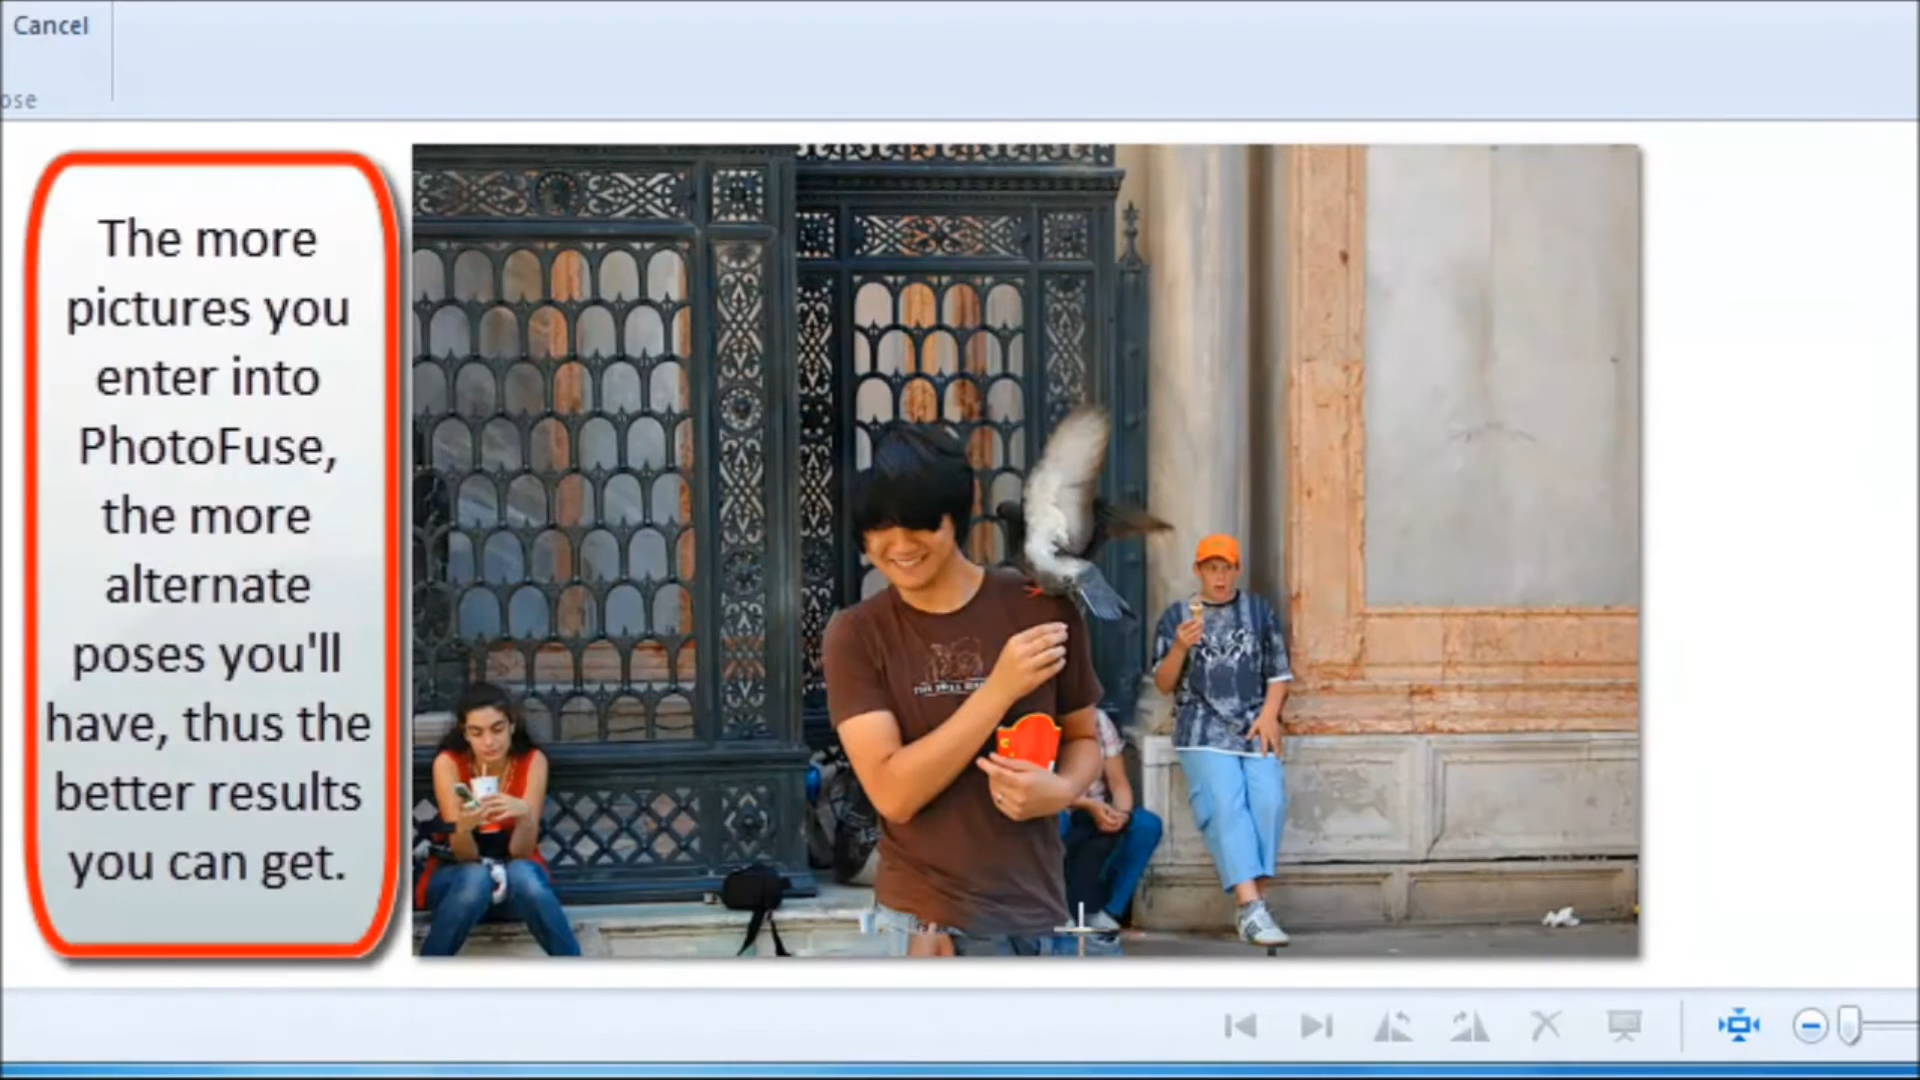 Cancel
The more
pictures you
enter into
PhotoFuse,
the more
alternate
poses you'll
have, thus the
better results
you can get.